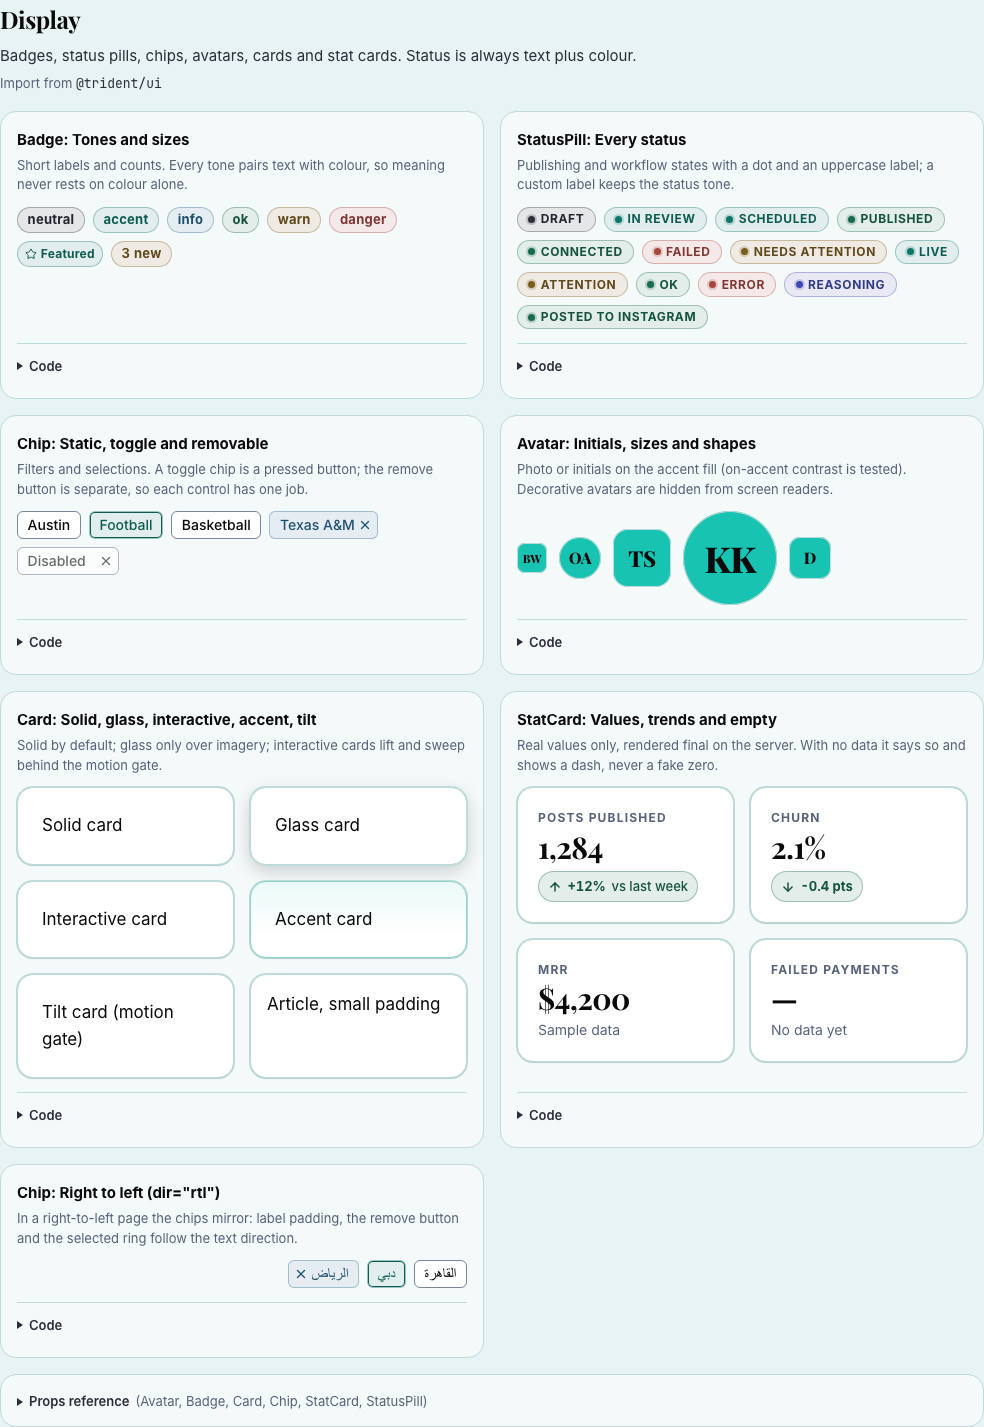 Display
Badges, status pills, chips, avatars, cards and stat cards. Status is always text plus colour.
Import from @trident/ui
Badge: Tones and sizes
Short labels and counts. Every tone pairs text with colour, so meaning
never rests on colour alone.
neutral accent info ok warn danger
Featured 3 new
Code
StatusPill: Every status
Publishing and workflow states with a dot and an uppercase label; a
custom label keeps the status tone.
DRAFT IN REVIEW SCHEDULED PUBLISHED
CONNECTED FAILED NEEDS ATTENTION LIVE
ATTENTION OK ERROR REASONING
POSTED TO INSTAGRAM
Code
Chip: Static, toggle and removable
Filters and selections. A toggle chip is a pressed button; the remove
button is separate, so each control has one job.
Austin Football Basketball Texas A&M ×
Disabled ×
Code
Avatar: Initials, sizes and shapes
Photo or initials on the accent fill (on-accent contrast is tested).
Decorative avatars are hidden from screen readers.
BW OA TS KK D
Code
Card: Solid, glass, interactive, accent, tilt
Solid by default; glass only over imagery; interactive cards lift and sweep
behind the motion gate.
Solid card Glass card
Interactive card Accent card
Tilt card (motion
gate)
Article, small padding
Code
StatCard: Values, trends and empty
Real values only, rendered final on the server. With no data it says so and
shows a dash, never a fake zero.
POSTS PUBLISHED
1,284
↑ +12% vs last week
CHURN
2.1%
↓ -0.4 pts
MRR
$4,200
Sample data
FAILED PAYMENTS
—
No data yet
Code
Chip: Right to left (dir="rtl")
In a right-to-left page the chips mirror: label padding, the remove button
and the selected ring follow the text direction.
القاهرة دبي الرياض ×
Code
Props reference (Avatar, Badge, Card, Chip, StatCard, StatusPill)